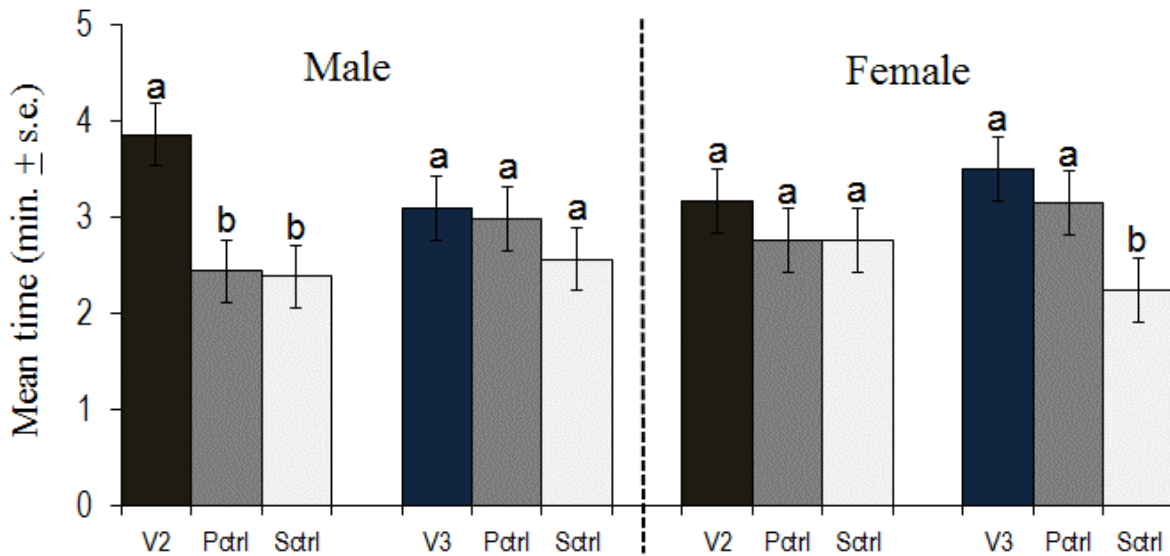 Mean time (min. ± s.e.)
5
4
3
2
1
0
Male
Female
a
b
b
a
a
a
a
a
a
a
a
b
V2 Pctrl Sctrl V3 Pctrl Sctrl V2 Pctrl Sctrl V3 Pctrl Sctrl